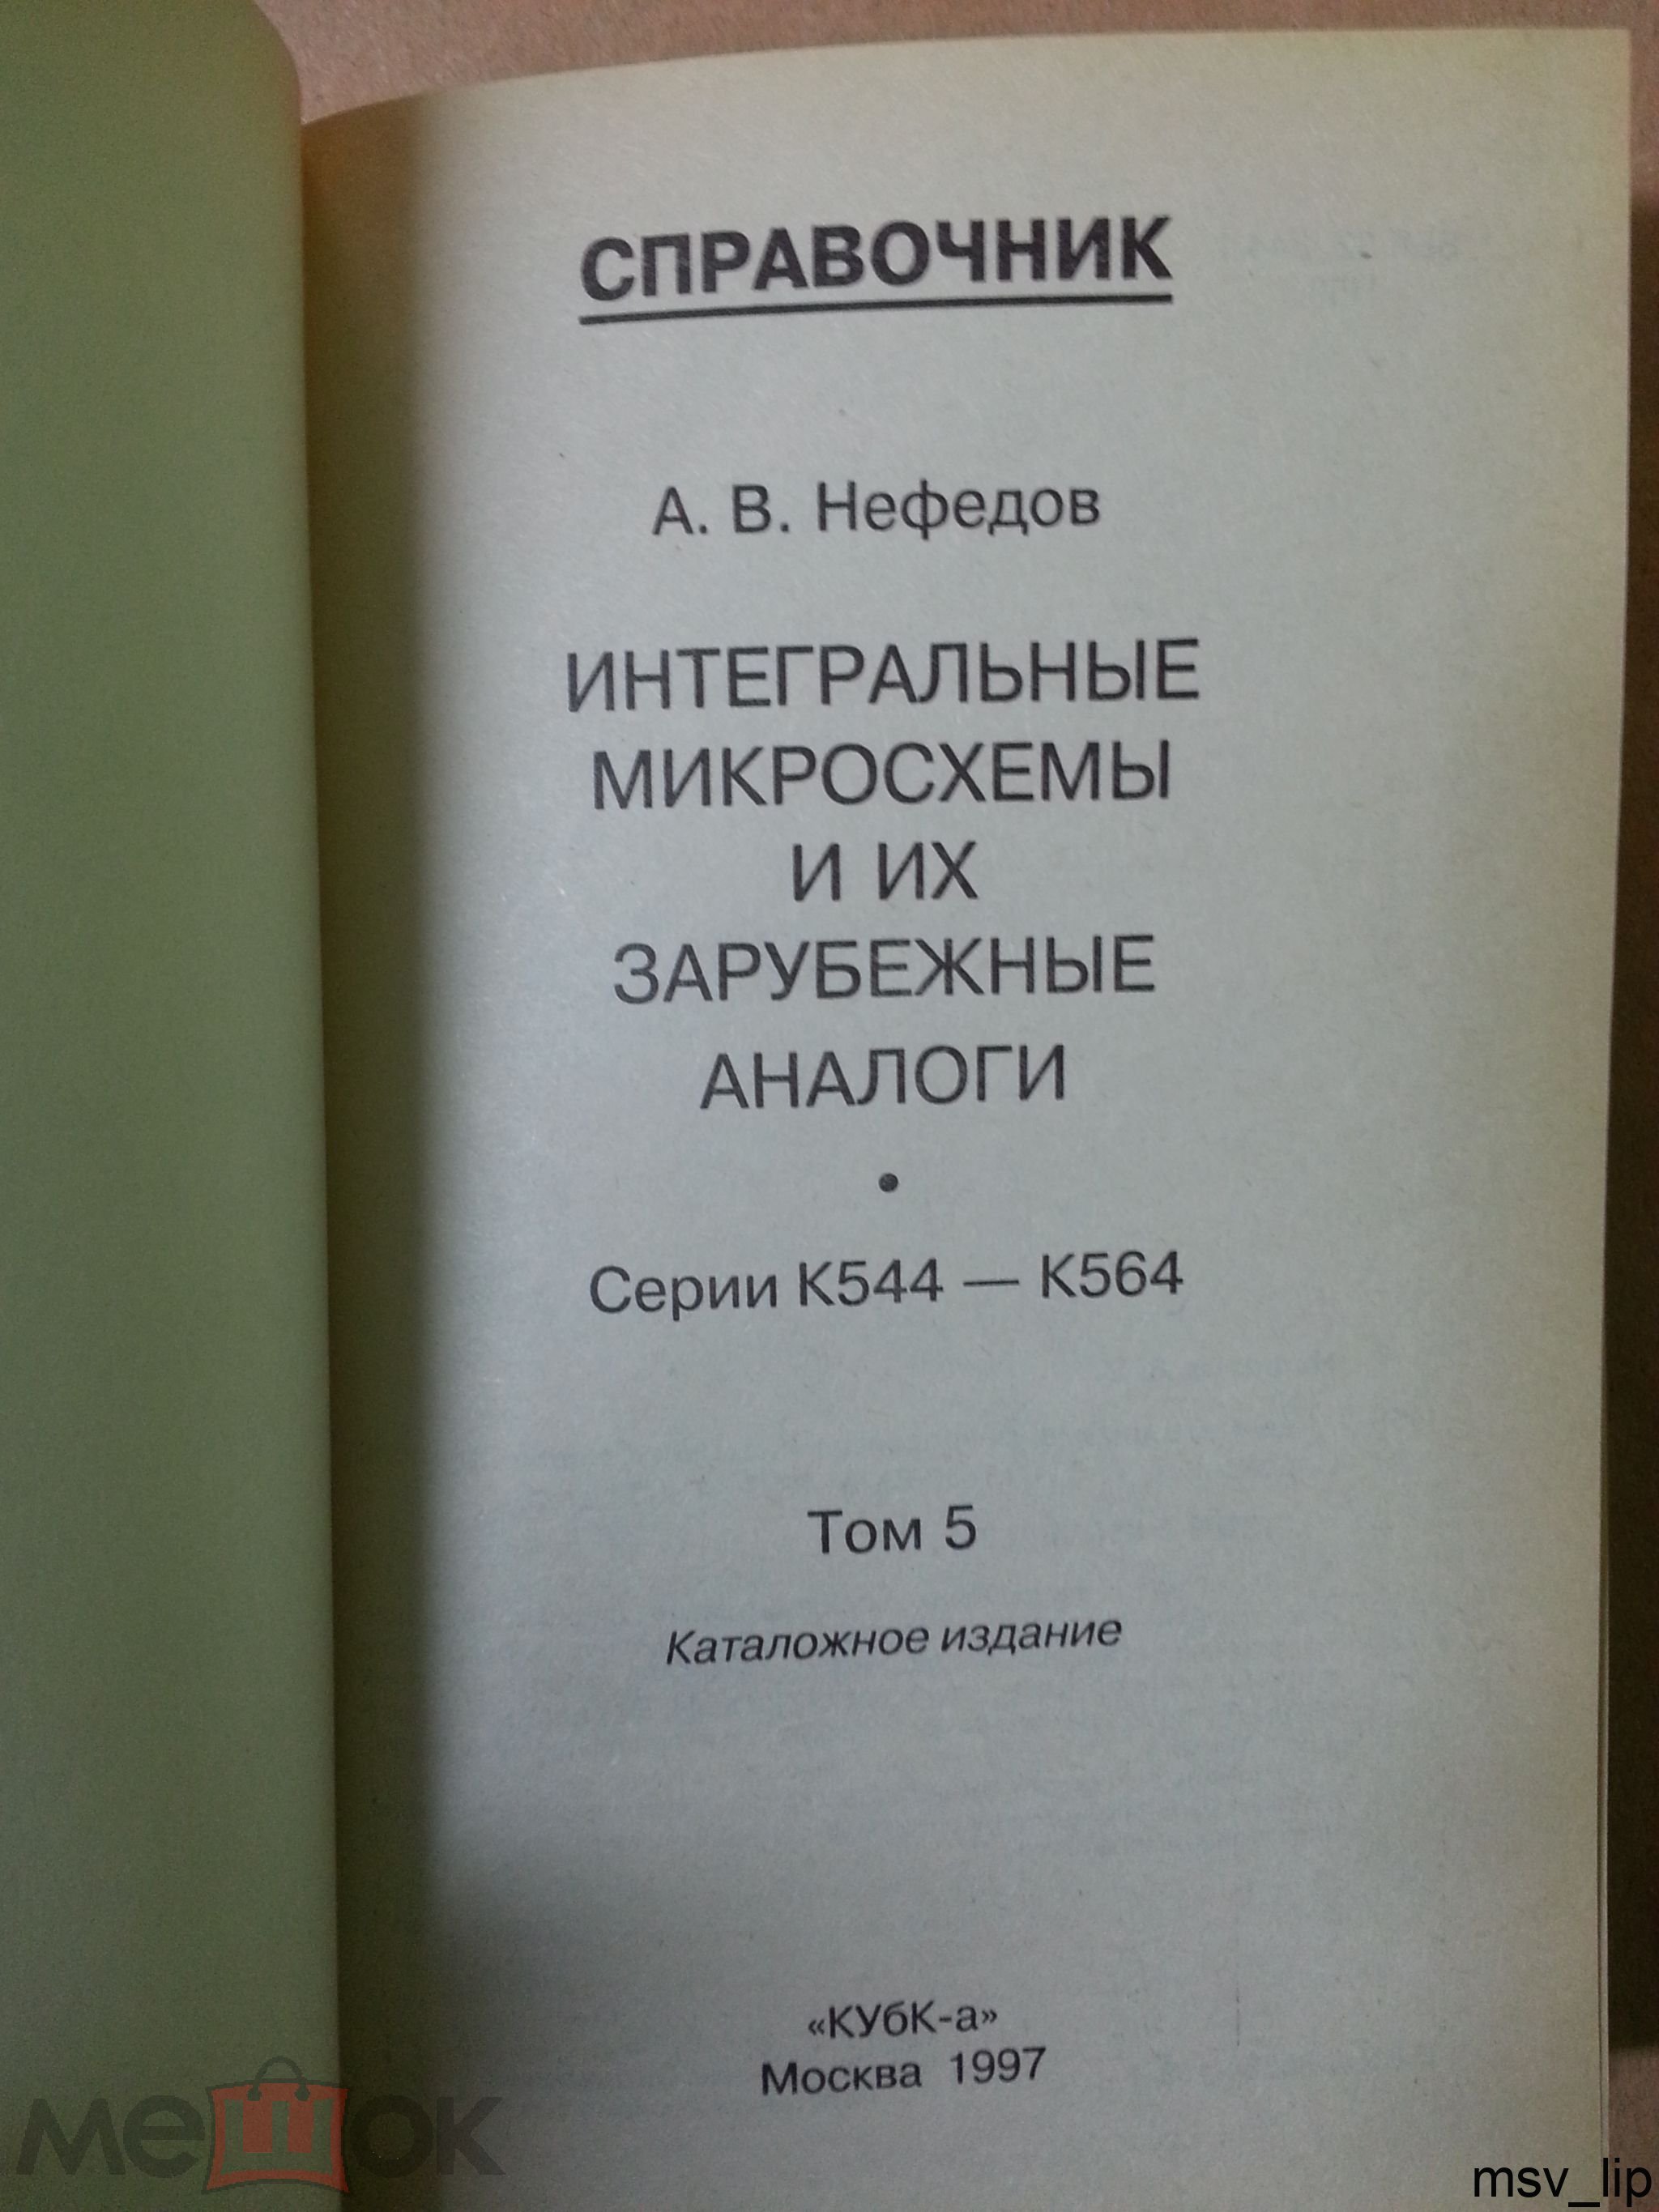 СПРАВОЧНИК
А. В. Нефедов
ИНТЕГРАЛЬНЫЕ
МИКРОСХЕМЫ
И ИХ
ЗАРУБЕЖНЫЕ
АНАЛОГИ
•
Серии К544 — К564
Том 5
Каталожное издание
«КУбК-а»
Москва 1997
мешок
msv_lip